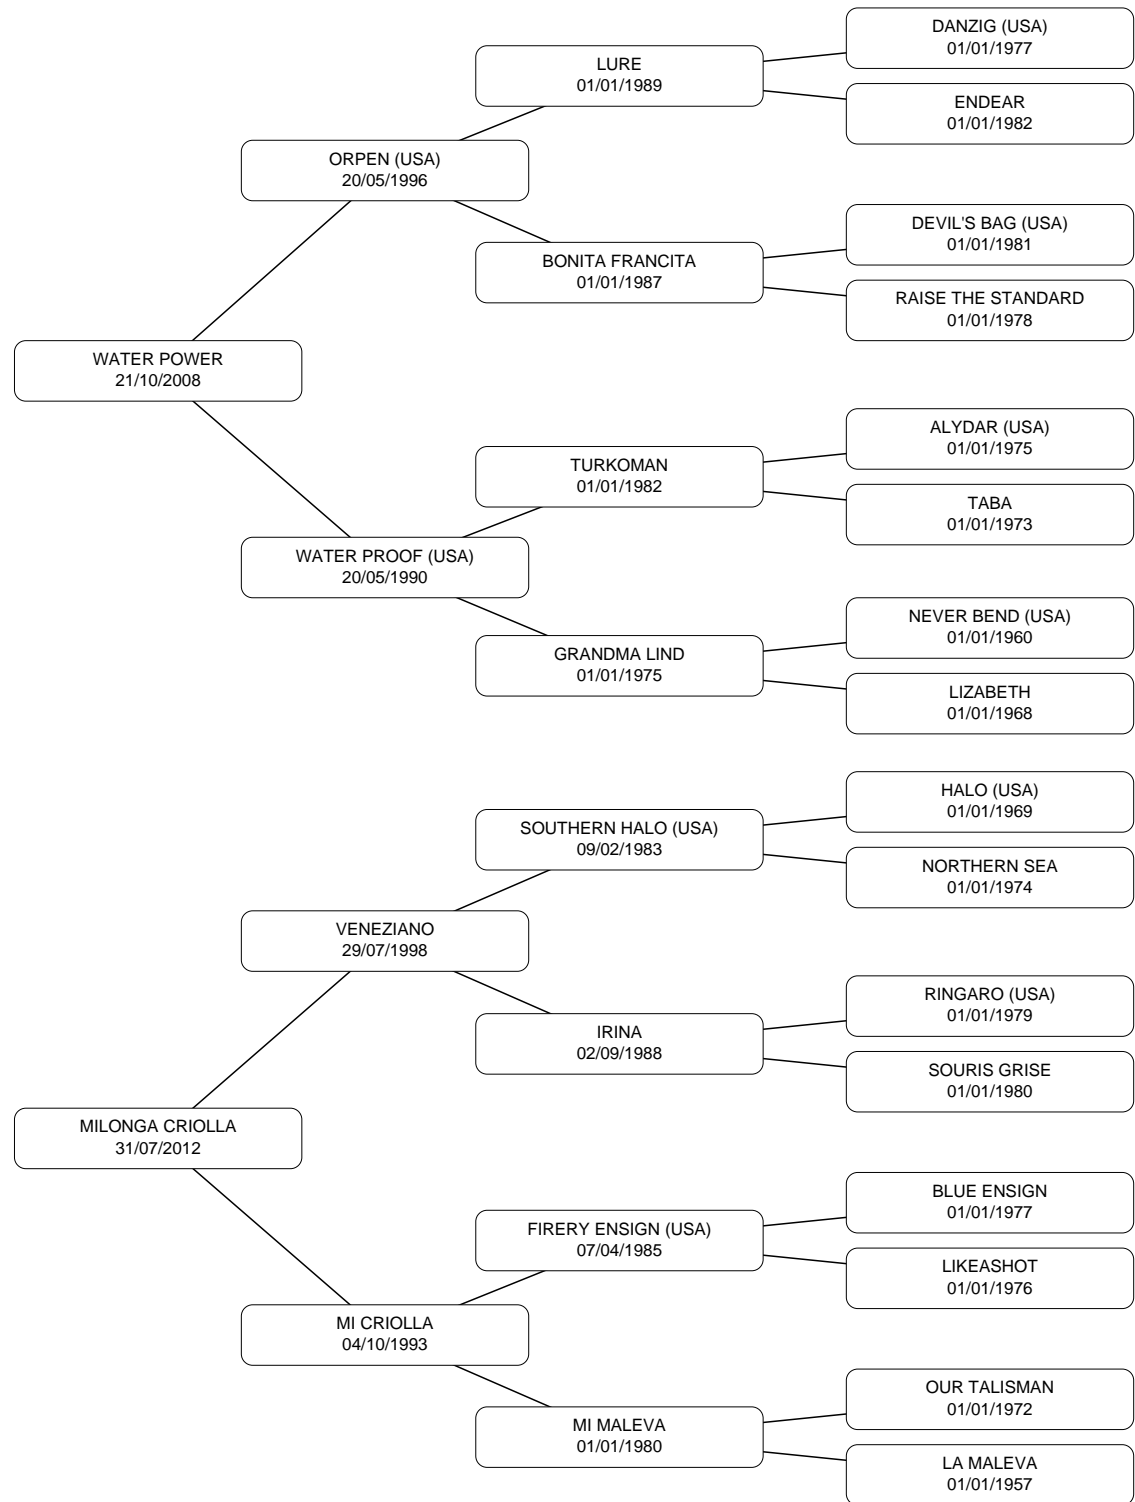 DANZIG (USA)
01/01/1977
LURE
01/01/1989
ENDEAR
01/01/1982
ORPEN (USA)
20/05/1996
DEVIL'S BAG (USA)
01/01/1981
BONITA FRANCITA
01/01/1987
RAISE THE STANDARD
01/01/1978
WATER POWER
21/10/2008
ALYDAR (USA)
01/01/1975
TURKOMAN
01/01/1982
TABA
01/01/1973
WATER PROOF (USA)
20/05/1990
NEVER BEND (USA)
01/01/1960
GRANDMA LIND
01/01/1975
LIZABETH
01/01/1968
HALO (USA)
01/01/1969
SOUTHERN HALO (USA)
09/02/1983
NORTHERN SEA
01/01/1974
VENEZIANO
29/07/1998
RINGARO (USA)
01/01/1979
IRINA
02/09/1988
SOURIS GRISE
01/01/1980
MILONGA CRIOLLA
31/07/2012
BLUE ENSIGN
01/01/1977
FIRERY ENSIGN (USA)
07/04/1985
LIKEASHOT
01/01/1976
MI CRIOLLA
04/10/1993
OUR TALISMAN
01/01/1972
MI MALEVA
01/01/1980
LA MALEVA
01/01/1957